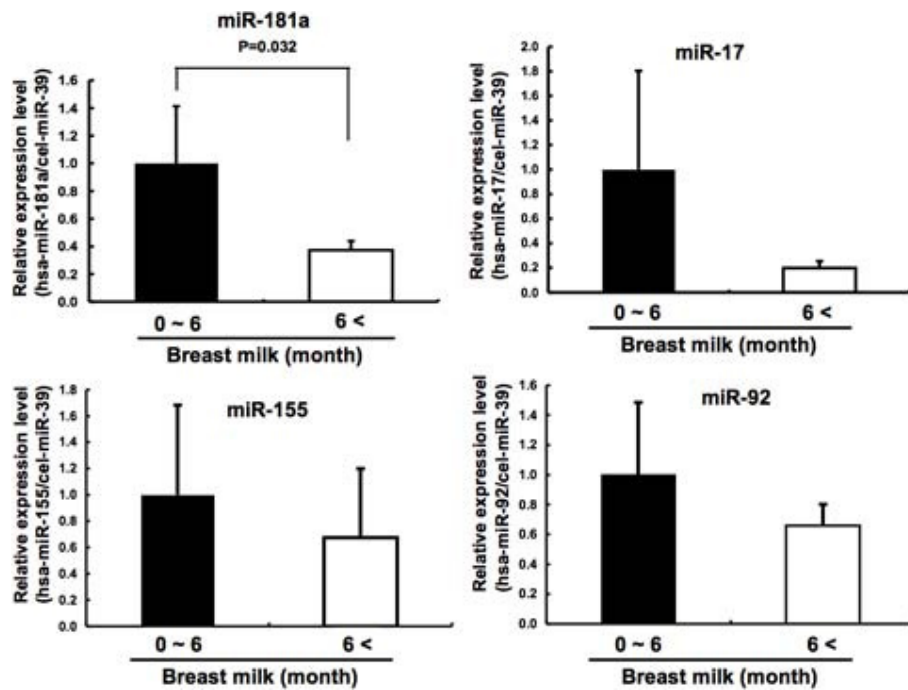 miR-181a
P=0.032
Relative expression level
(hsa-miR-181a/cel-miR-39)
1.6
1.4
1.2
1.0
0.8
0.6
0.4
0.2
0.0
0 ~ 6
6 <
Breast milk (month)
miR-17
Relative expression level
(hsa-miR-17/cel-miR-39)
2.0
1.8
1.6
1.4
1.2
1.0
0.8
0.6
0.4
0.2
0.0
0 ~ 6
6 <
Breast milk (month)
miR-155
Relative expression level
(hsa-miR-155/cel-miR-39)
1.8
1.6
1.4
1.2
1.0
0.8
0.6
0.4
0.2
0.0
0 ~ 6
6 <
Breast milk (month)
miR-92
Relative expression level
(hsa-miR-92/cel-miR-39)
1.6
1.4
1.2
1.0
0.8
0.6
0.4
0.2
0.0
0 ~ 6
6 <
Breast milk (month)